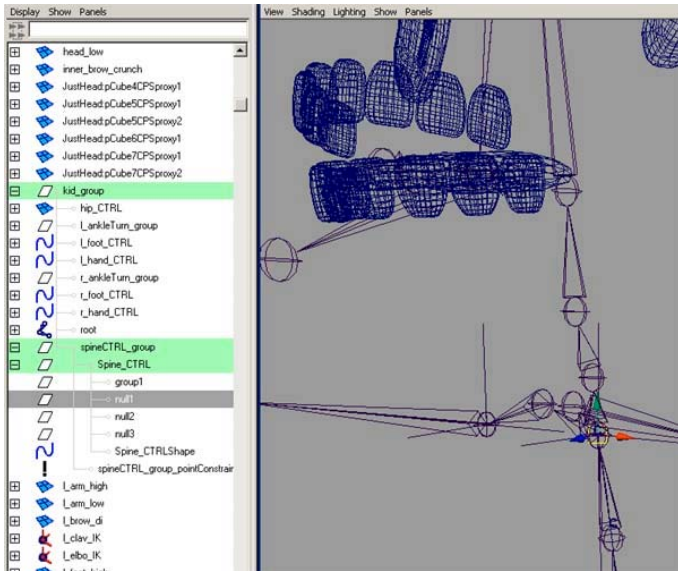 Display Show Panels
View Shading Lighting Show Panels
head_low
inner_brow_crunch
JustHead:pCube4CPSproxy1
JustHead:pCube5CPSproxy1
JustHead:pCube5CPSproxy2
JustHead:pCube6CPSproxy1
JustHead:pCube7CPSproxy1
JustHead:pCube7CPSproxy2
kid_group
hip_CTRL
l_ankleTurn_group
l_foot_CTRL
l_hand_CTRL
r_ankleTurn_group
r_foot_CTRL
r_hand_CTRL
root
spineCTRL_group
Spine_CTRL
group1
null1
null2
null3
Spine_CTRLShape
spineCTRL_group_pointConstrain
l_arm_high
l_arm_low
l_brow_di
l_clav_IK
l_elbo_IK